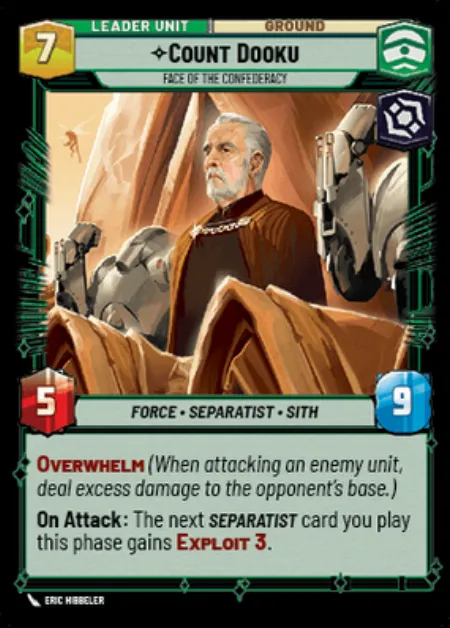 LEADER UNIT GROUND
7
✧COUNT DOOKU
FACE OF THE CONFEDERACY
5
FORCE • SEPARATIST • SITH
9
OVERWHELM (When attacking an enemy unit,
deal excess damage to the opponent's base.)
On Attack: The next SEPARATIST card you play
this phase gains EXPLOIT 3.
ERIC HIBBELER